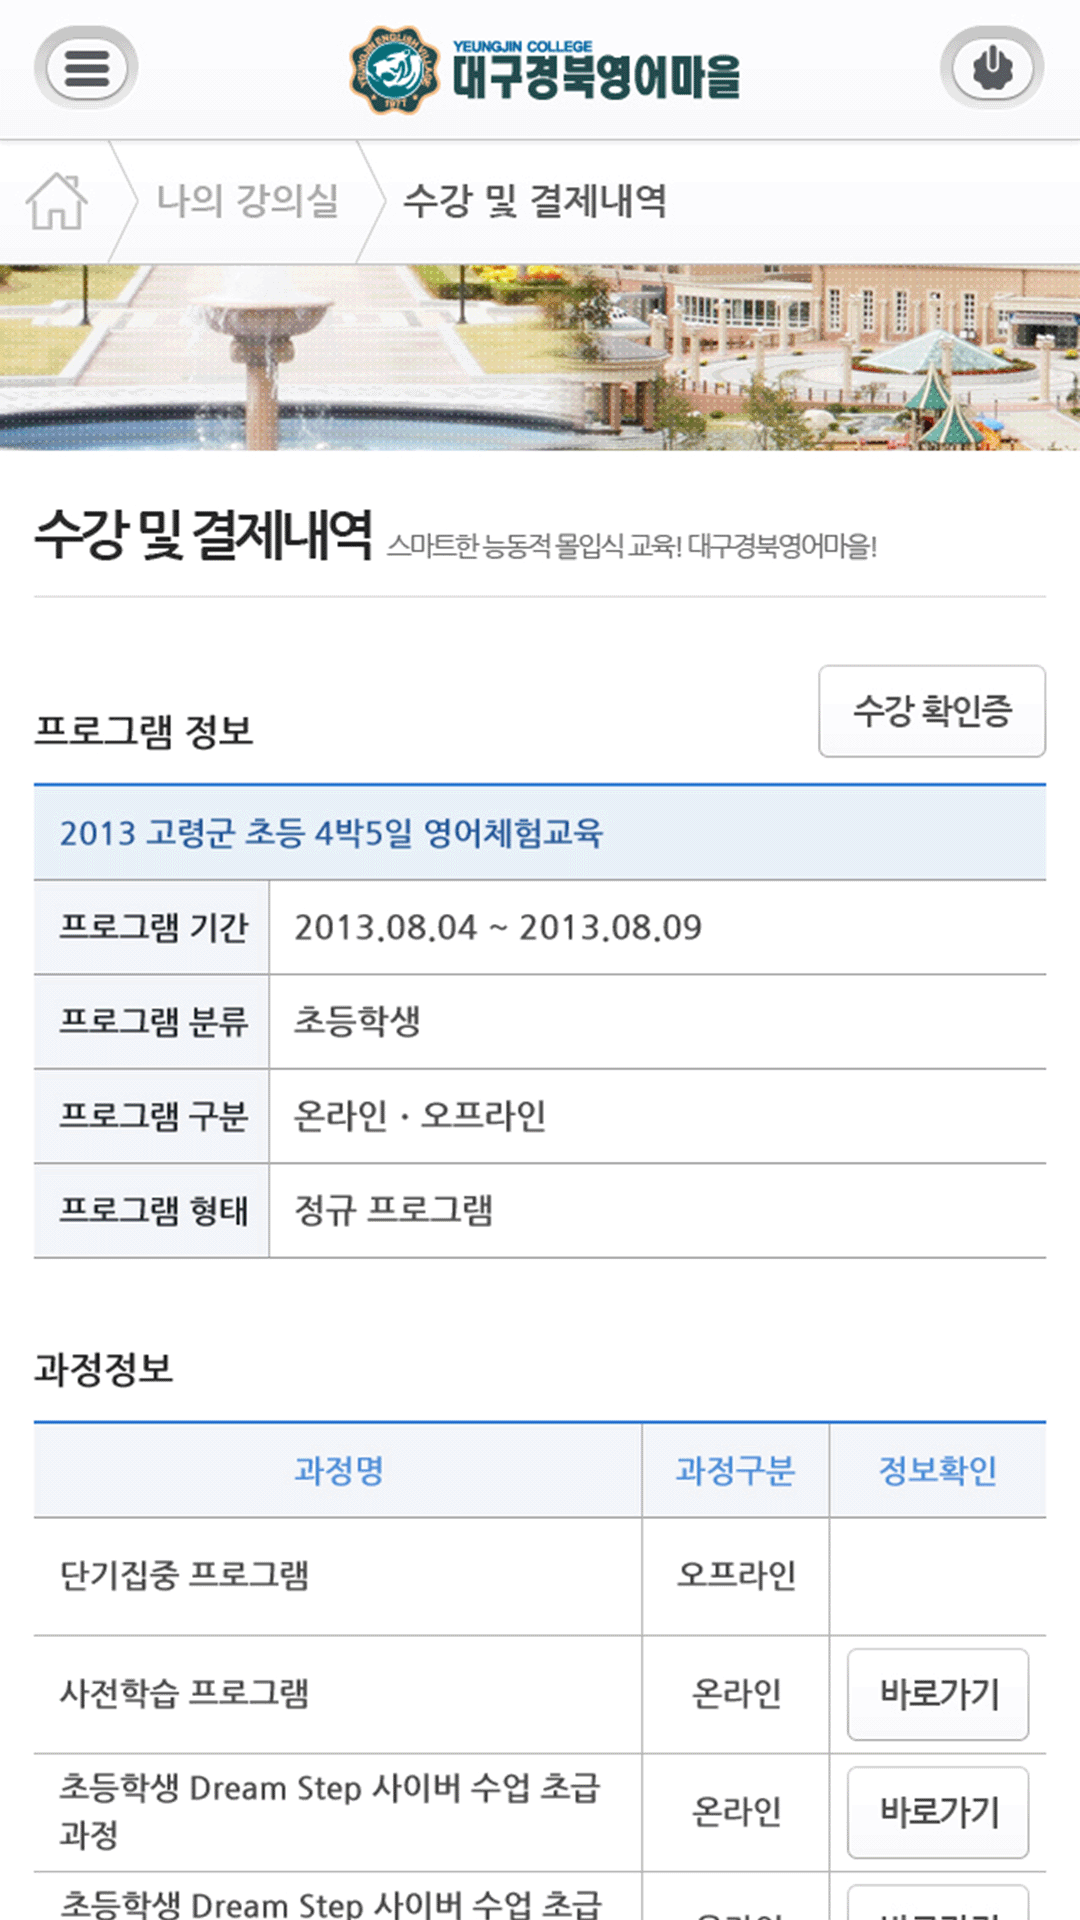 YEUNGJIN ENGLISH VILLAGE
1977
YEUNGJIN COLLEGE
대구경북영어마을
나의 강의실
수강 및 결제내역
수강 및 결제내역 스마트한 능동적 몰입식 교육! 대구경북영어마을!
수강 확인증
프로그램 정보
2013 고령군 초등 4박5일 영어체험교육
프로그램 기간 2013.08.04 ~ 2013.08.09
프로그램 분류 초등학생
프로그램 구분 온라인 · 오프라인
프로그램 형태 정규 프로그램
과정정보
과정명 과정구분 정보확인
단기집중 프로그램 오프라인
사전학습 프로그램 온라인 바로가기
초등학생 Dream Step 사이버 수업 초급
과정
온라인 바로가기
초등학생 Dream Step 사이버 수업 초급